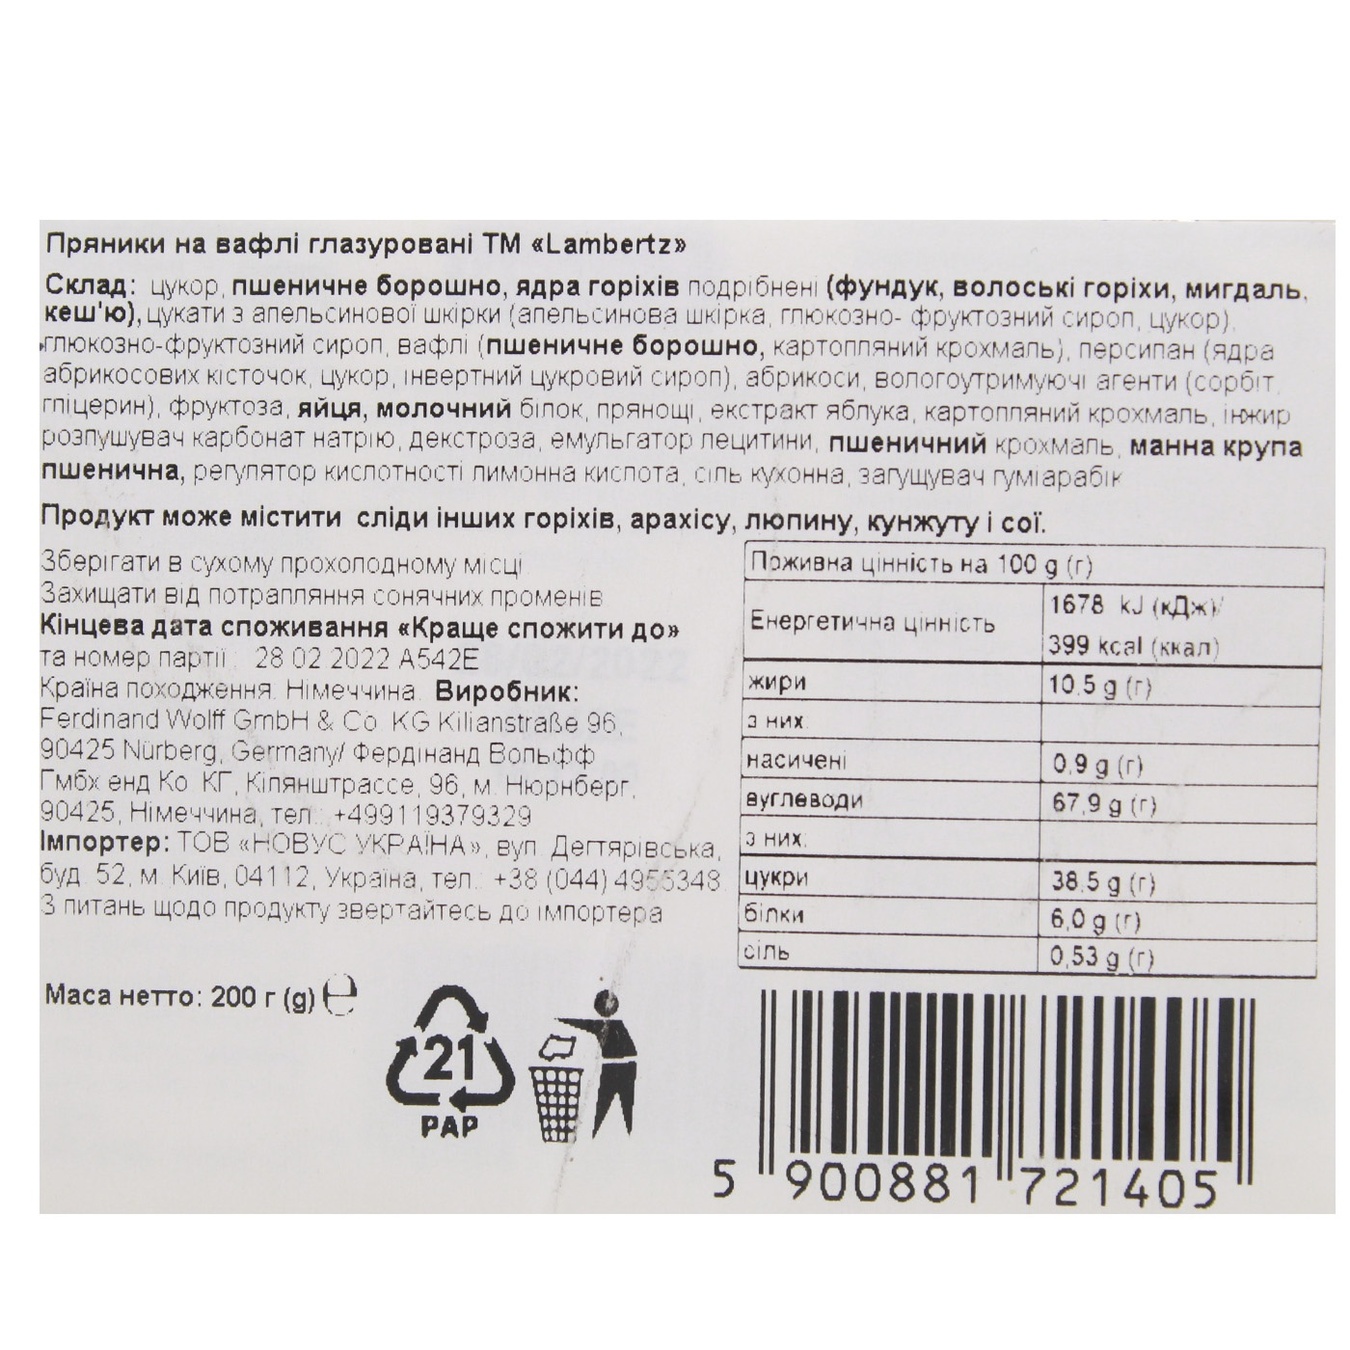 Пряники на вафлі глазуровані ТМ «Lambertz»
Склад: цукор, пшеничне борошно, ядра горіхів подрібнені (фундук, волоські горіхи, мигдаль,
кеш'ю), цукати з апельсинової шкірки (апельсинова шкірка, глюкозно- фруктозний сироп, цукор),
глюкозно-фруктозний сироп, вафлі (пшеничне борошно, картопляний крохмаль), персипан (ядра
абрикосових кісточок, цукор, інвертний цукровий сироп), абрикоси, вологоутримуючі агенти (сорбіт,
гліцерин), фруктоза, яйця, молочний білок, прянощі, екстракт яблука, картопляний крохмаль, інжир
розпушувач карбонат натрію, декстроза, емульгатор лецитини, пшеничний крохмаль, манна крупа
пшенична, регулятор кислотності лимонна кислота, сіль кухонна, загущувач гуміарабік
Продукт може містити сліди інших горіхів, арахісу, люпину, кунжуту і сої.
Зберігати в сухому прохолодному місці.
Захищати від потрапляння сонячних променів
Кінцева дата споживання «Краще спожити до»
та номер партії : 28 02 2022 A542E
Країна походження: Німеччина. Виробник:
Ferdinand Wolff GmbH & Co. KG Kilianstraße 96,
90425 Nürberg, Germany/ Фердінанд Вольфф
Гмбх енд Ко. КГ, Кілянштрассе, 96, м. Нюрнберг,
90425, Німеччина, тел.: +499119379329
Імпортер: ТОВ «НОВУС УКРАЇНА», вул. Дегтярівська,
буд. 52, м. Київ, 04112, Україна, тел.: +38 (044) 4955348
З питань щодо продукту звертайтесь до імпортера
Поживна цінність на 100 g (г)
Енергетична цінність 1678 kJ (кДж)/
399 kcal (ккал)
жири 10,5 g (г)
з них:
насичені 0,9 g (г)
вуглеводи 67,9 g (г)
з них:
цукри 38,5 g (г)
білки 6,0 g (г)
сіль 0,53 g (г)
Маса нетто: 200 г (g) ℮
21
PAP
5 900881 721405